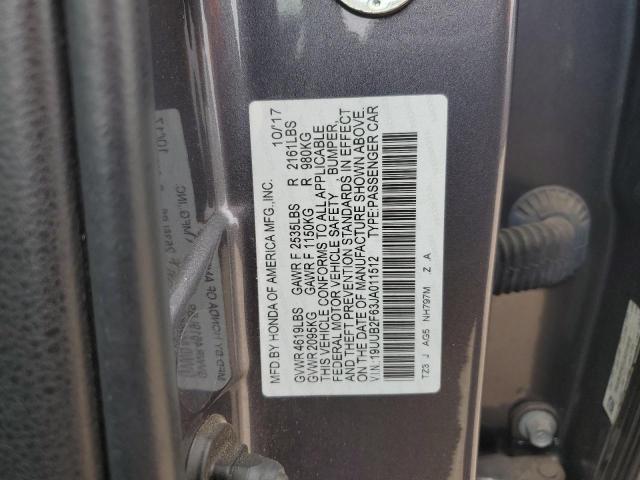 MFD BY HONDA OF AMERICA MFG., INC. 10/17
GVWR 4619LBS GAWR F 2535LBS R 2161LBS
GVWR 2095KG GAWR F 1150KG R 980KG
THIS VEHICLE CONFORMS TO ALL APPLICABLE
FEDERAL MOTOR VEHICLE SAFETY, BUMPER,
AND THEFT PREVENTION STANDARDS IN EFFECT
ON THE DATE OF MANUFACTURE SHOWN ABOVE.
V.I.N.:19UUB2F63JA011512 TYPE:PASSENGER CAR
TZ3 J AG5 NH797M Z A